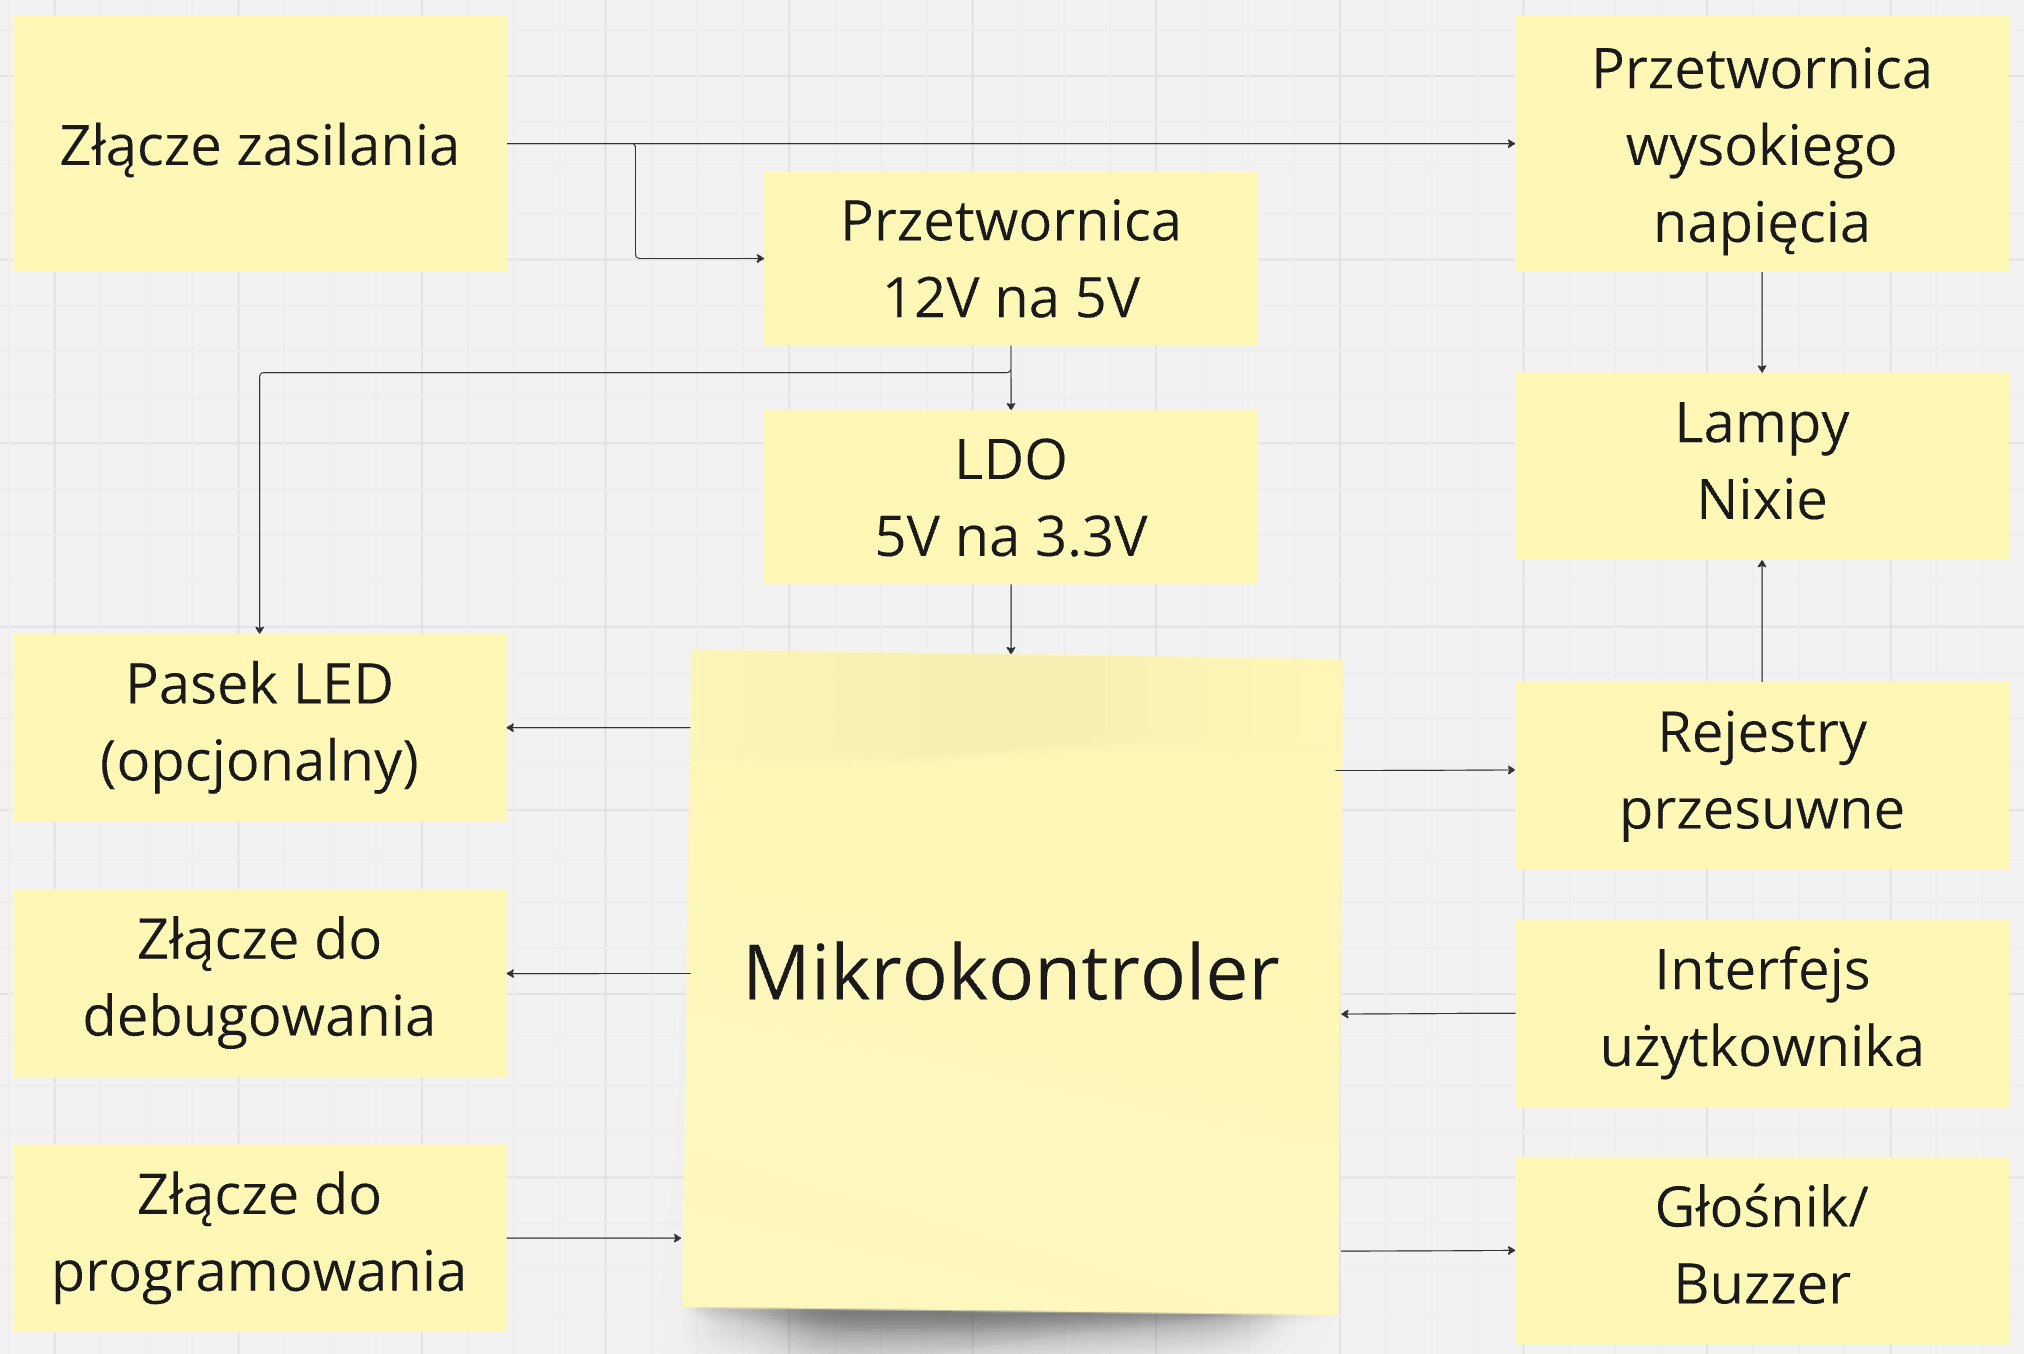 Złącze zasilania
Przetwornica
wysokiego
napięcia
Przetwornica
12V na 5V
LDO
5V na 3.3V
Lampy
Nixie
Pasek LED
(opcjonalny)
Rejestry
przesuwne
Złącze do
debugowania
Mikrokontroler
Interfejs
użytkownika
Złącze do
programowania
Głośnik/
Buzzer